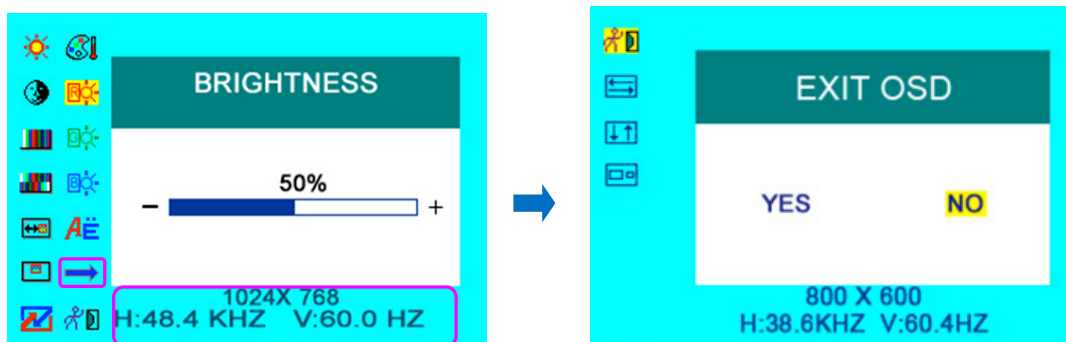 BRIGHTNESS
R
G
B
50%
- +
AË
1024X 768
H:48.4 KHZ V:60.0 HZ
EXIT OSD
YES NO
800 X 600
H:38.6KHZ V:60.4HZ